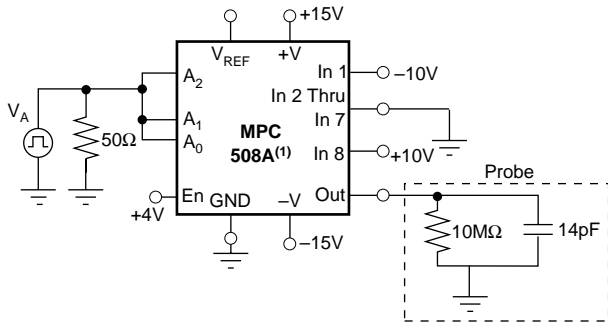 +15V
V_REF
+V
A_2
In 1
–10V
In 2 Thru
V_A
A_1
MPC
In 7
50Ω
A_0
508A(1)
In 8
+10V
Probe
En
GND
–V
Out
+4V
10MΩ
14pF
–15V